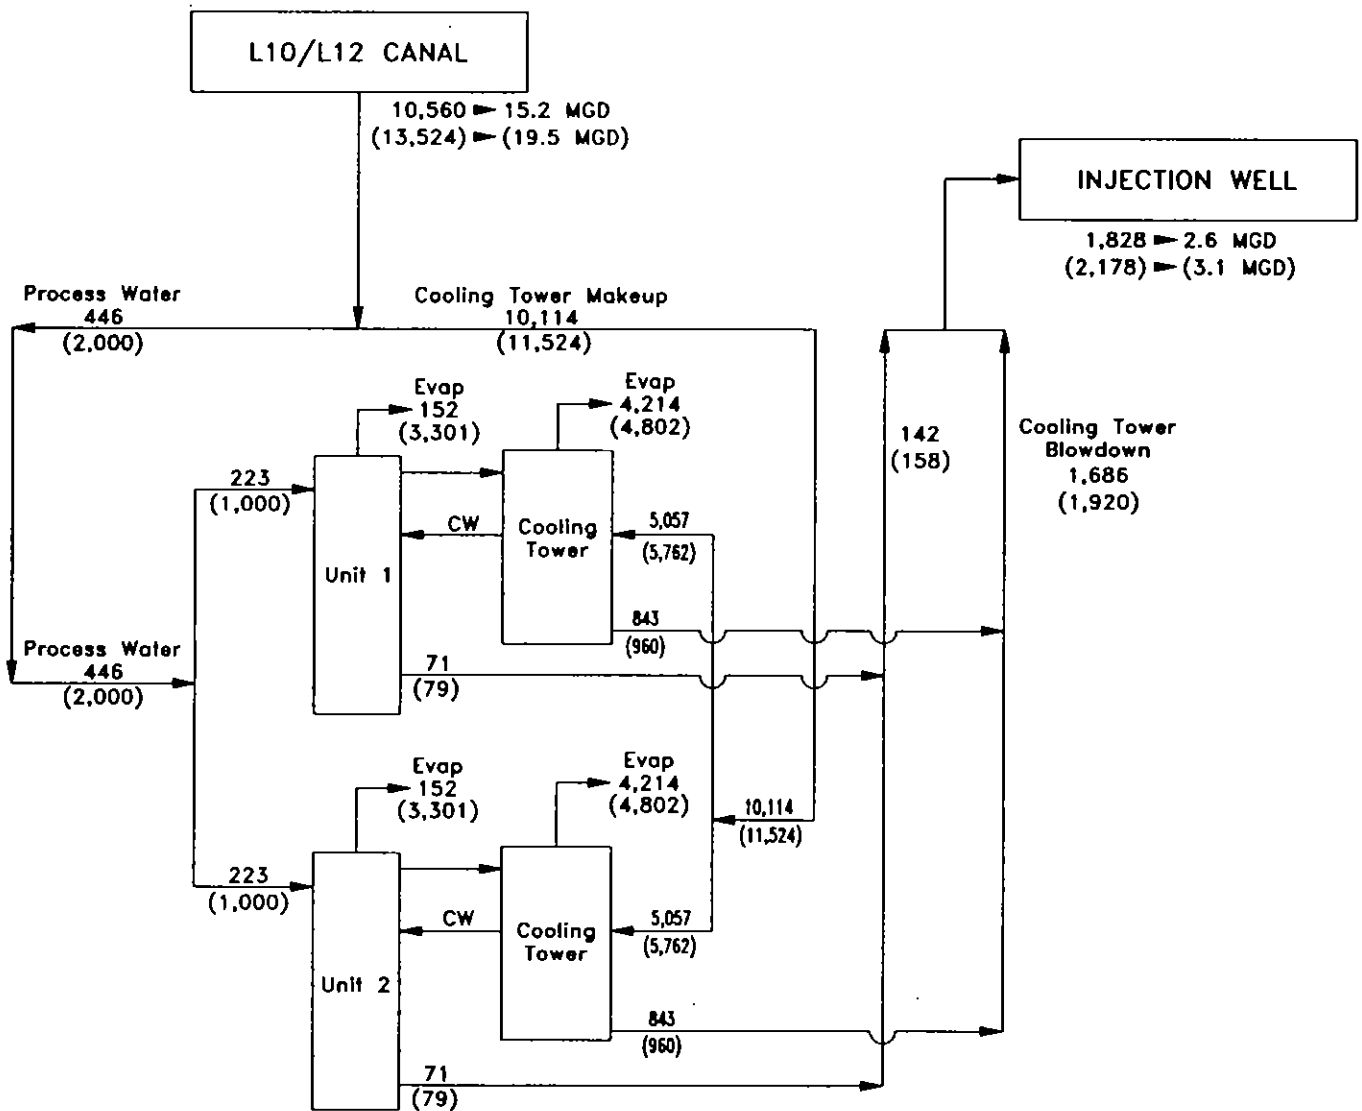 L10/L12 CANAL
10,560 ► 15.2 MGD
(13,524) ► (19.5 MGD)
INJECTION WELL
1,828 ► 2.6 MGD
(2,178) ► (3.1 MGD)
Process Water
446
(2,000)
Cooling Tower Makeup
10,114
(11,524)
Evap
152
(3,301)
Evap
4,214
(4,802)
142
(158)
Cooling Tower
Blowdown
1,686
(1,920)
223
(1,000)
CW
Unit 1
Cooling
Tower
5,057
(5,762)
843
(960)
71
(79)
Process Water
446
(2,000)
Evap
152
(3,301)
Evap
4,214
(4,802)
10,114
(11,524)
223
(1,000)
CW
Unit 2
Cooling
Tower
5,057
(5,762)
843
(960)
71
(79)